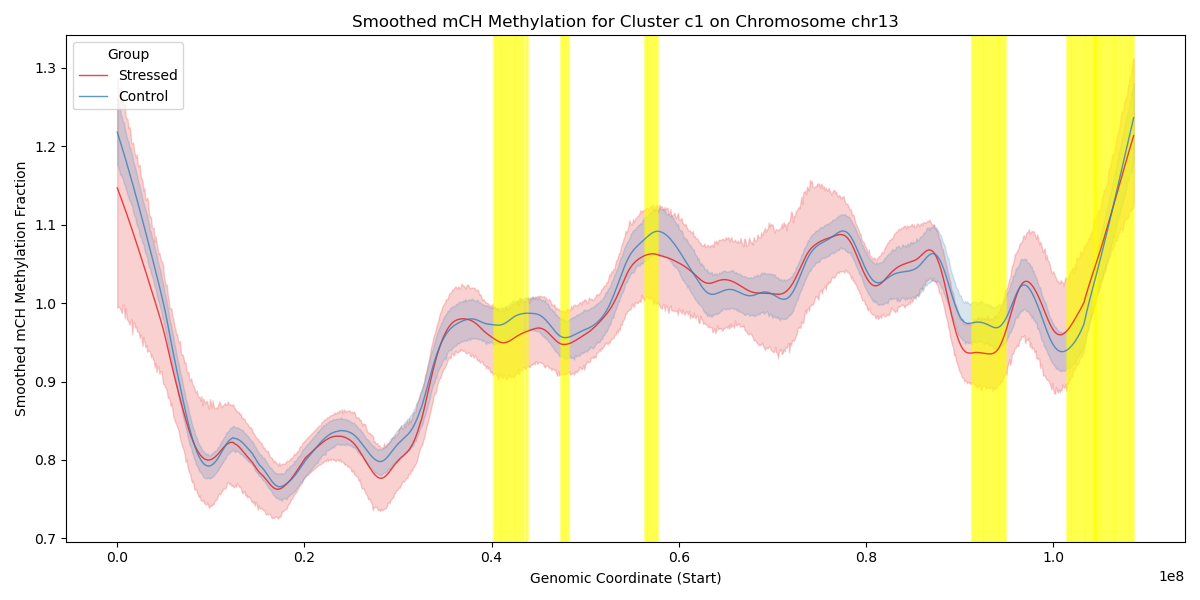 Smoothed mCH Methylation for Cluster c1 on Chromosome chr13
Group
Stressed
Control
Smoothed mCH Methylation Fraction
1.3
1.2
1.1
1.0
0.9
0.8
0.7
0.0 0.2 0.4 0.6 0.8 1.0
1e8
Genomic Coordinate (Start)